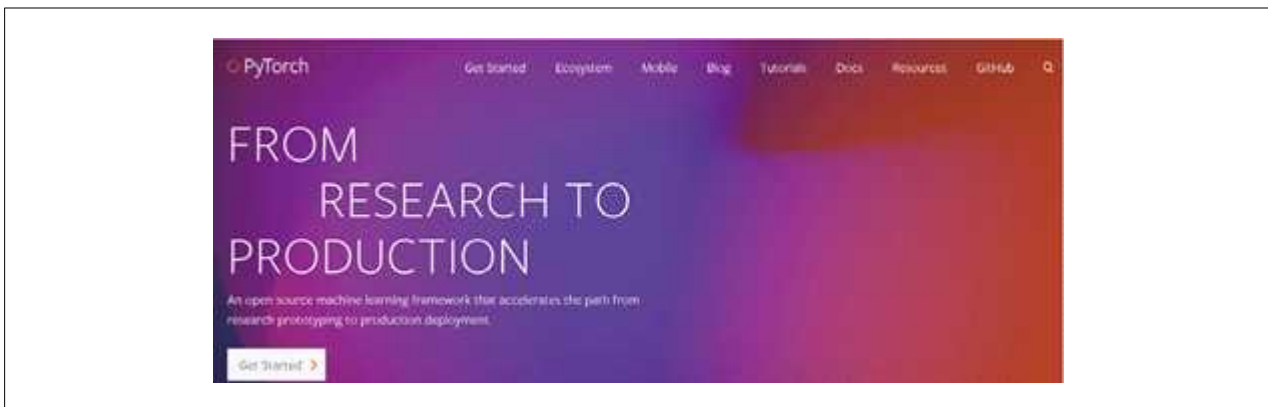 PyTorch
Get Started Ecosystem Mobile Blog Tutorials Docs Resources GitHub
FROM
RESEARCH TO
PRODUCTION
An open source machine learning framework that accelerates the path from
research prototyping to production deployment.
Get Started